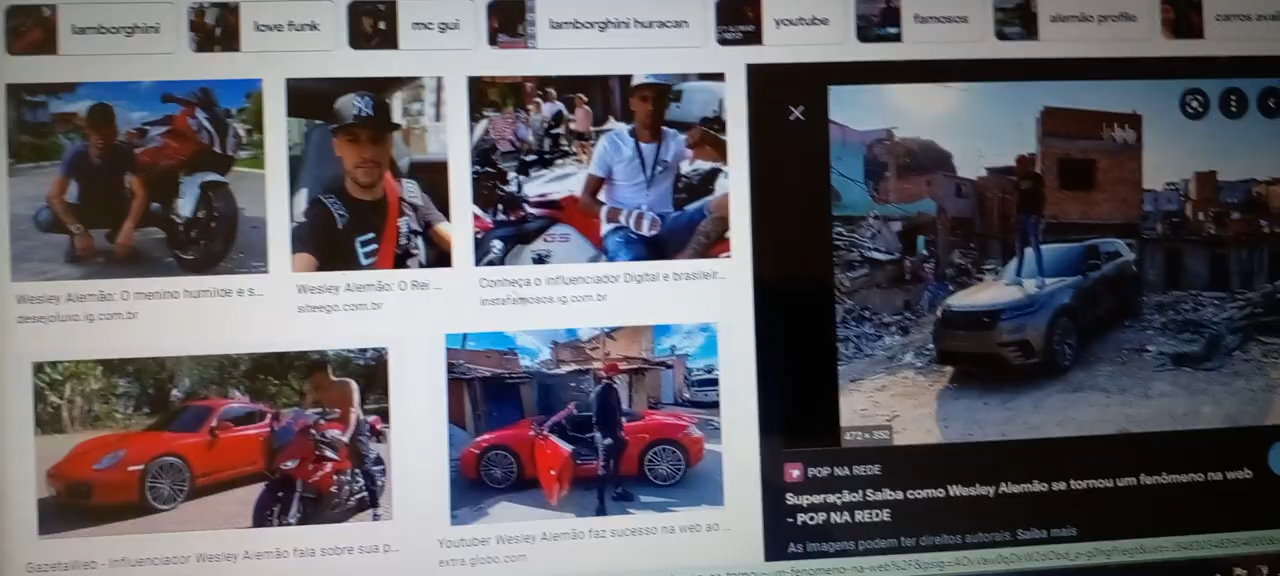 lamborghini
love funk
mc gui
lamborghini huracan
youtube
famosos
alemão profile
carros
Wesley Alemão: O menino humilde e s...
desejoluxo.ig.com.br
Wesley Alemão: O Rei ...
siteego.com.br
Conheça o influenciador Digital e brasileir...
instafamosos.ig.com.br
GS
E
472 × 352
POP NA REDE
Superação! Saiba como Wesley Alemão se tornou um fenômeno na web
- POP NA REDE
As imagens podem ter direitos autorais. Saiba mais
GazetaWeb - Influenciador Wesley Alemão fala sobre sua p...
Youtuber Wesley Alemão faz sucesso na web ao ...
extra.globo.com